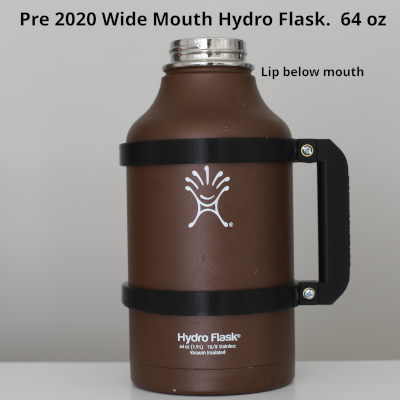 Pre 2020 Wide Mouth Hydro Flask.  64 oz
Lip below mouth
Hydro Flask®
64 oz (1.9 L)  18/8 Stainless
Vacuum Insulated